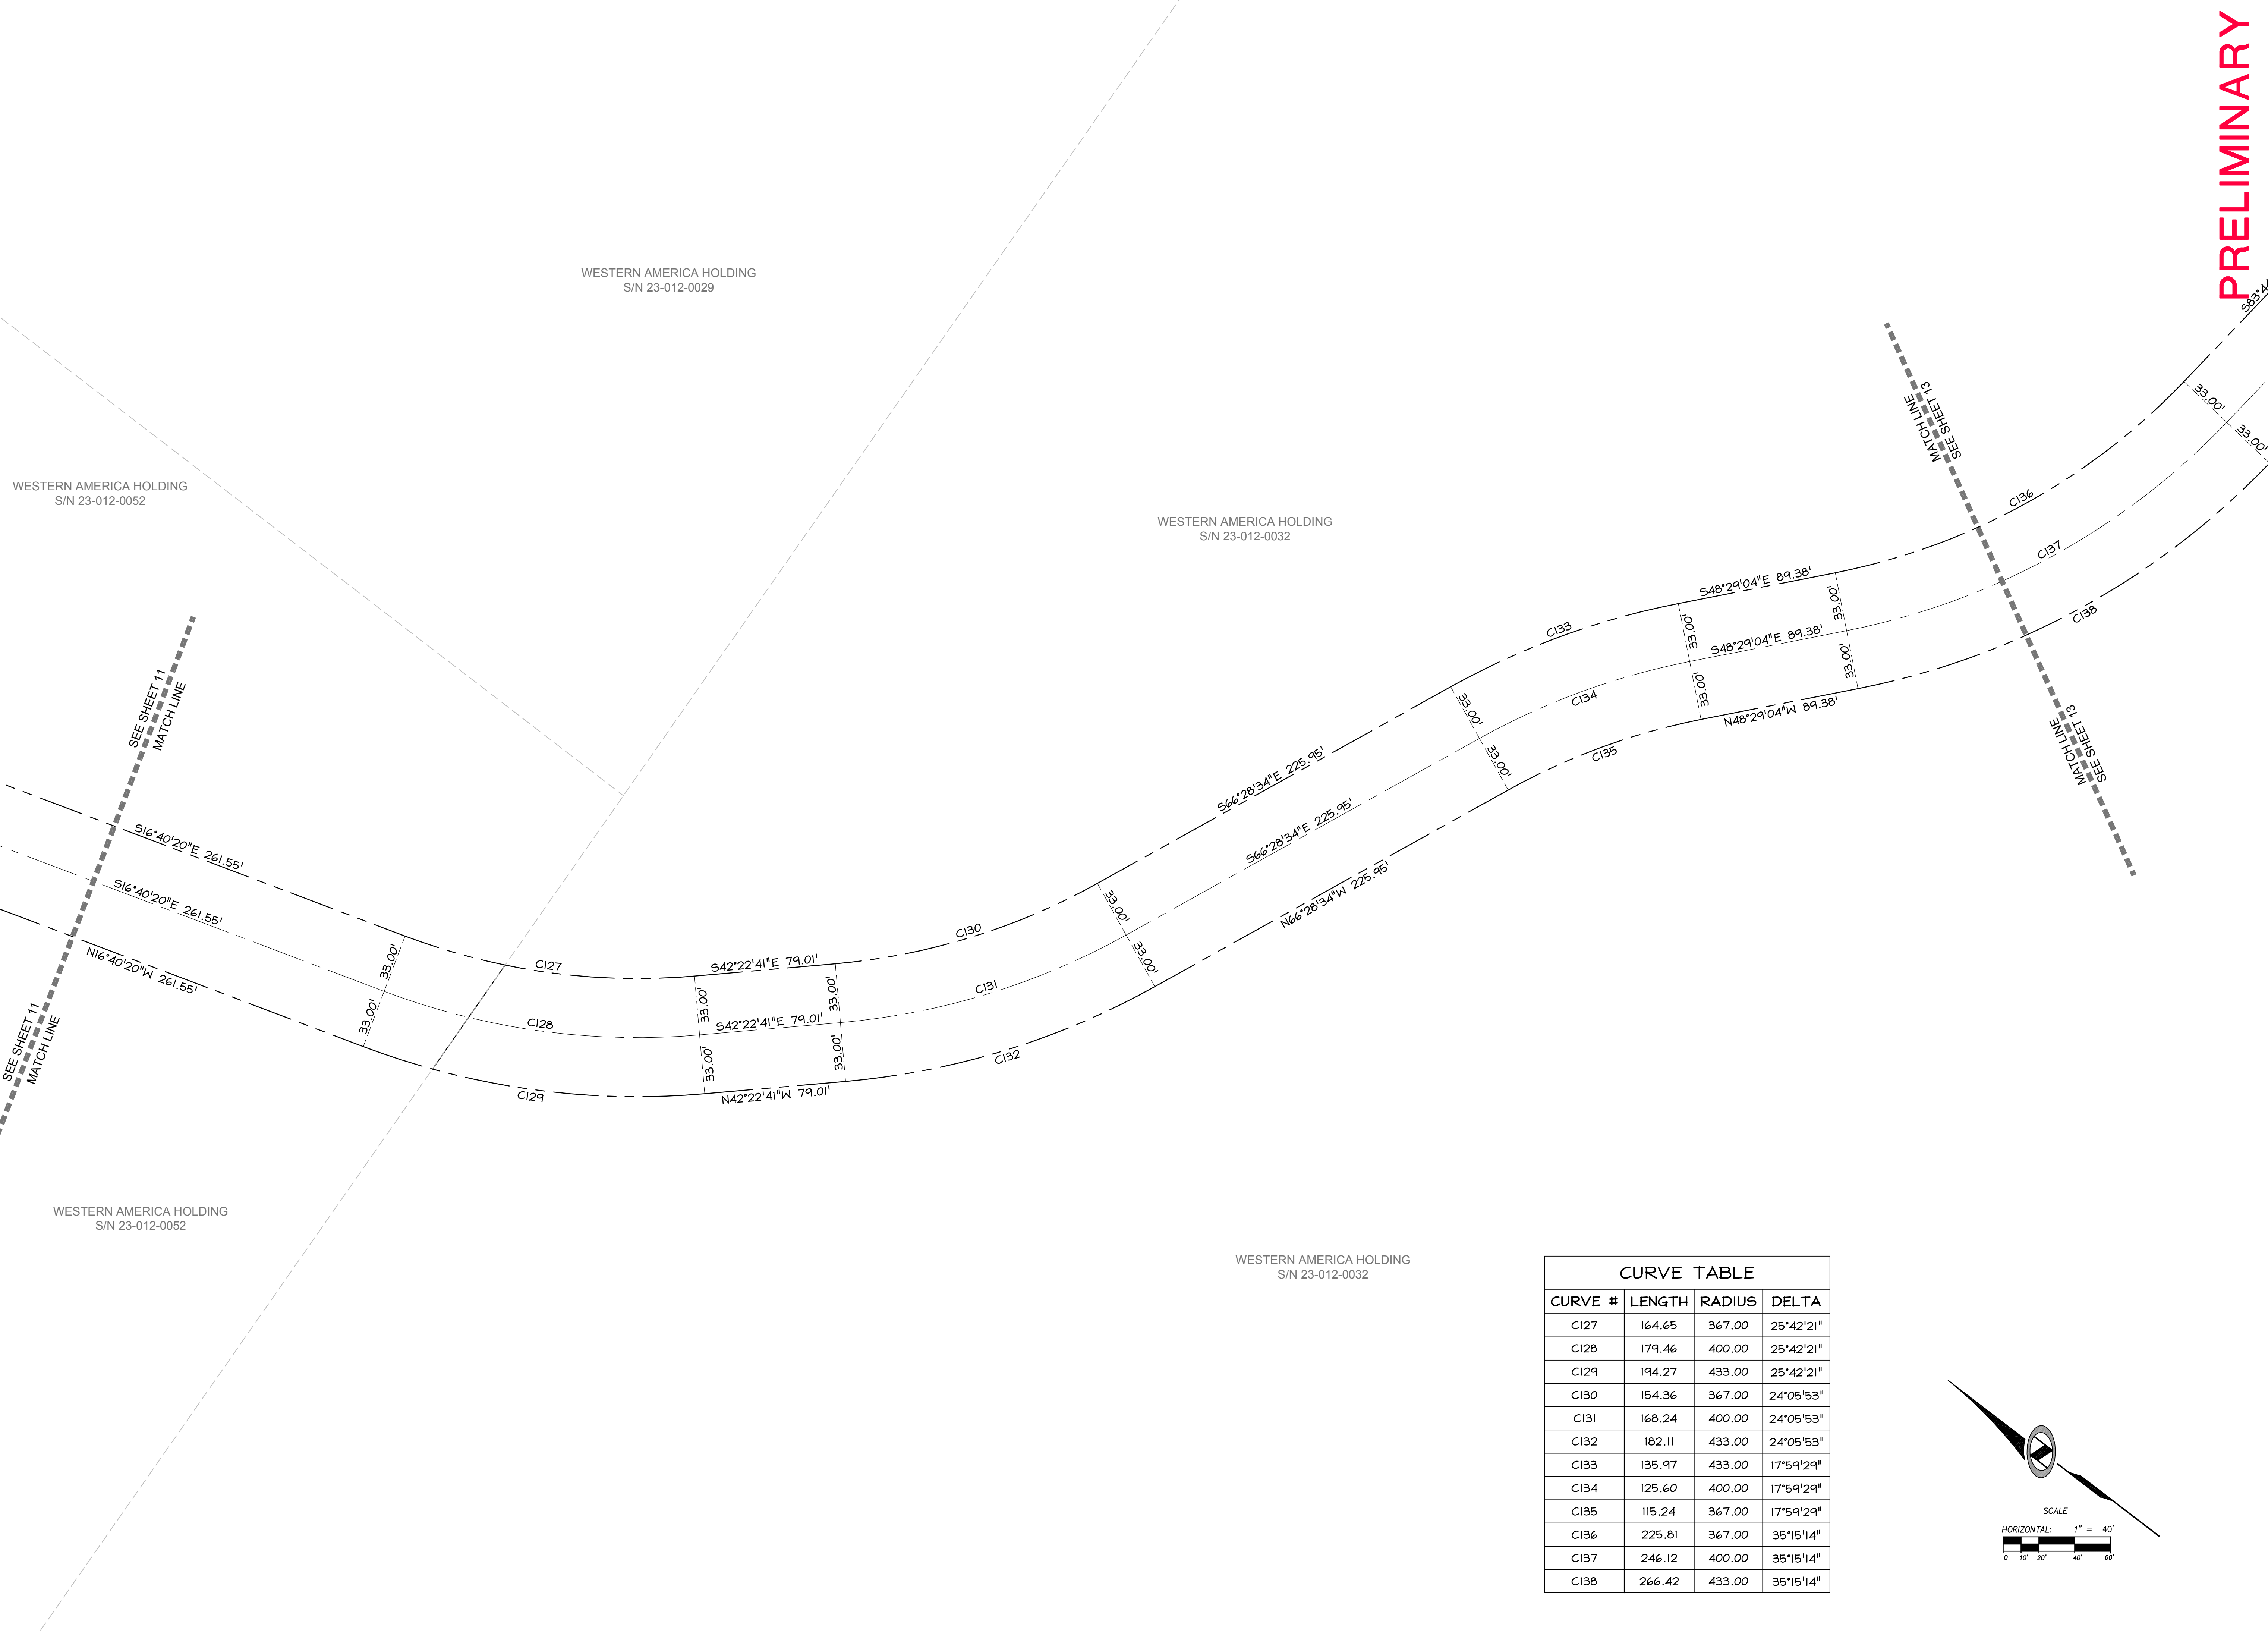 PRELIMINARY
WESTERN AMERICA HOLDING
S/N 23-012-0029
WESTERN AMERICA HOLDING
S/N 23-012-0052
WESTERN AMERICA HOLDING
S/N 23-012-0032
SEE SHEET 11
MATCH LINE
MATCH LINE
SEE SHEET 13
S16°40'20"E 261.55'
S16°40'20"E 261.55'
N16°40'20"W 261.55'
SEE SHEET 11
MATCH LINE
33.00'
33.00'
C127
C128
C129
S42°22'41"E 79.01'
S42°22'41"E 79.01'
N42°22'41"W 79.01'
33.00'
33.00'
33.00'
33.00'
C130
C131
C132
33.00'
33.00'
S66°28'34"E 225.95'
S66°28'34"E 225.95'
N66°28'34"W 225.95'
33.00'
33.00'
C133
C134
C135
33.00'
33.00'
S48°29'04"E 89.38'
S48°29'04"E 89.38'
N48°29'04"W 89.38'
33.00'
33.00'
C136
C137
C138
33.00'
33.00'
MATCH LINE
SEE SHEET 13
WESTERN AMERICA HOLDING
S/N 23-012-0052
WESTERN AMERICA HOLDING
S/N 23-012-0032
CURVE TABLE
CURVE # LENGTH RADIUS DELTA
C127 164.65 367.00 25°42'21"
C128 179.46 400.00 25°42'21"
C129 194.27 433.00 25°42'21"
C130 154.36 367.00 24°05'53"
C131 168.24 400.00 24°05'53"
C132 182.11 433.00 24°05'53"
C133 135.97 433.00 17°59'29"
C134 125.60 400.00 17°59'29"
C135 115.24 367.00 17°59'29"
C136 225.81 367.00 35°15'14"
C137 246.12 400.00 35°15'14"
C138 266.42 433.00 35°15'14"
SCALE
HORIZONTAL: 1" = 40'
0 10' 20' 40' 60'